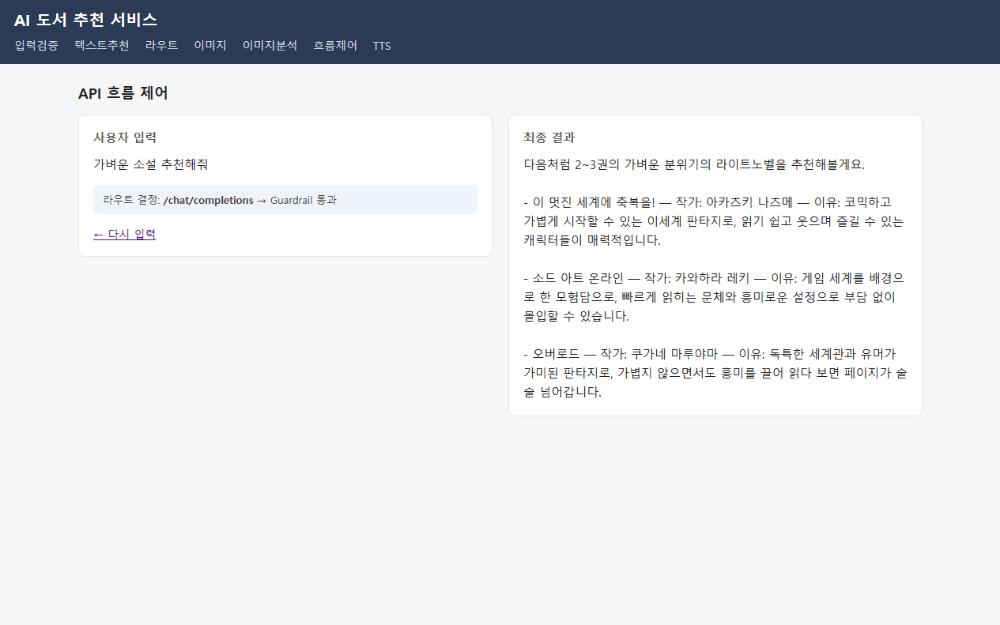 AI 도서 추천 서비스
입력검증 텍스트추천 라우트 이미지 이미지분석 흐름제어 TTS
API 흐름 제어
사용자 입력
가벼운 소설 추천해줘
라우트 결정: /chat/completions → Guardrail 통과
← 다시 입력
최종 결과
다음처럼 2~3권의 가벼운 분위기의 라이트노벨을 추천해볼게요.
- 이 멋진 세계에 축복을! — 작가: 아카츠키 나즈메 — 이유: 코믹하고
가볍게 시작할 수 있는 이세계 판타지로, 읽기 쉽고 웃으며 즐길 수 있는
캐릭터들이 매력적입니다.
- 소드 아트 온라인 — 작가: 카와하라 레키 — 이유: 게임 세계를 배경으
로 한 모험담으로, 빠르게 읽히는 문체와 흥미로운 설정으로 부담 없이
몰입할 수 있습니다.
- 오버로드 — 작가: 쿠가네 마루야마 — 이유: 독특한 세계관과 유머가
가미된 판타지로, 가볍지 않으면서도 흥미를 끌어 읽다 보면 페이지가 술
술 넘어갑니다.